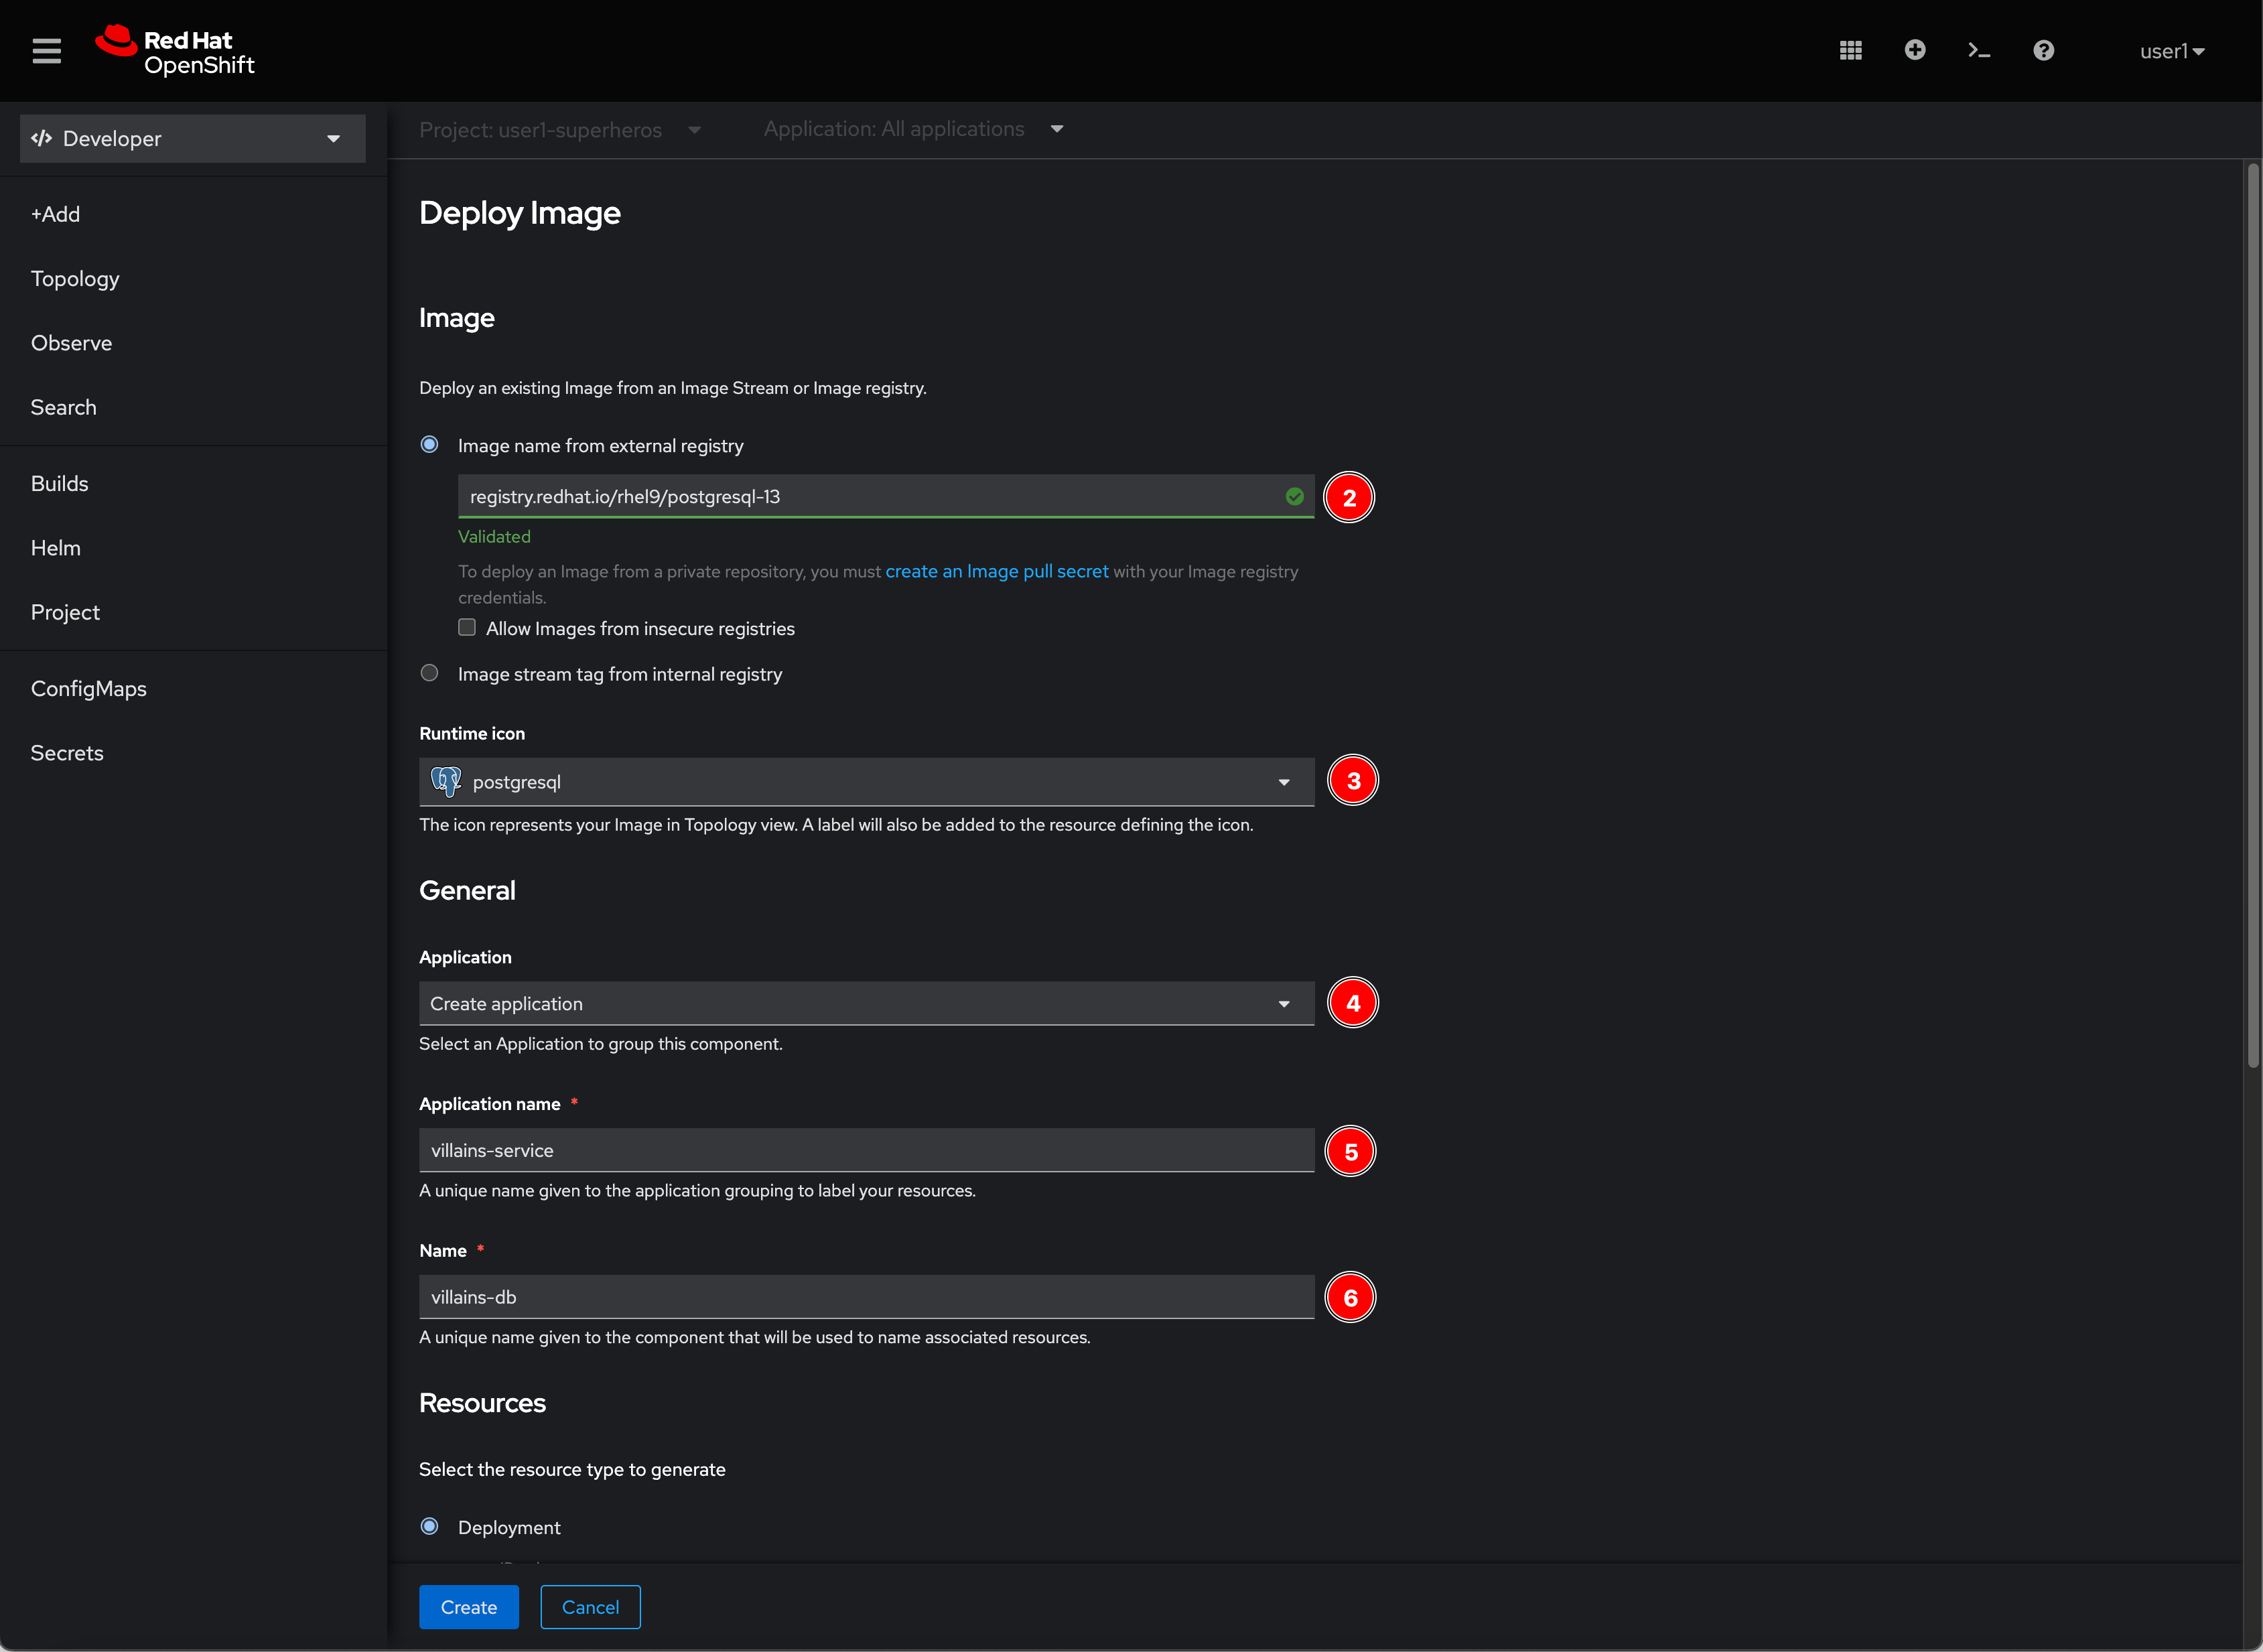 Red Hat
OpenShift
user1
Developer
Project: user1-superheros
Application: All applications
+Add
Topology
Observe
Search
Builds
Helm
Project
ConfigMaps
Secrets
Deploy Image
Image
Deploy an existing Image from an Image Stream or Image registry.
Image name from external registry
registry.redhat.io/rhel9/postgresql-13
2
Validated
To deploy an Image from a private repository, you must create an Image pull secret with your Image registry
credentials.
Allow Images from insecure registries
Image stream tag from internal registry
Runtime icon
postgresql
3
The icon represents your Image in Topology view. A label will also be added to the resource defining the icon.
General
Application
Create application
4
Select an Application to group this component.
Application name *
villains-service
5
A unique name given to the application grouping to label your resources.
Name *
villains-db
6
A unique name given to the component that will be used to name associated resources.
Resources
Select the resource type to generate
Deployment
Create
Cancel